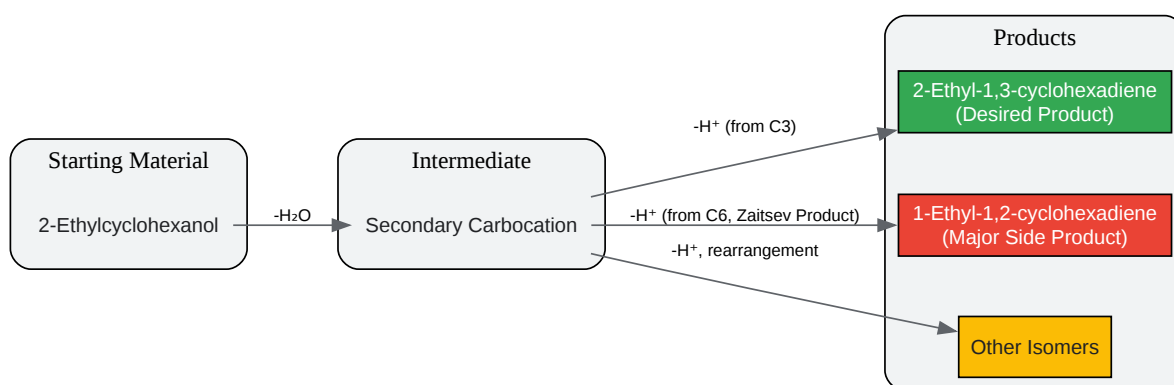 Products
2-Ethyl-1,3-cyclohexadiene
(Desired Product)
-H⁺ (from C3)
Starting Material
Intermediate
2-Ethylcyclohexanol
-H₂O
Secondary Carbocation
-H⁺ (from C6, Zaitsev Product)
1-Ethyl-1,2-cyclohexadiene
(Major Side Product)
-H⁺, rearrangement
Other Isomers